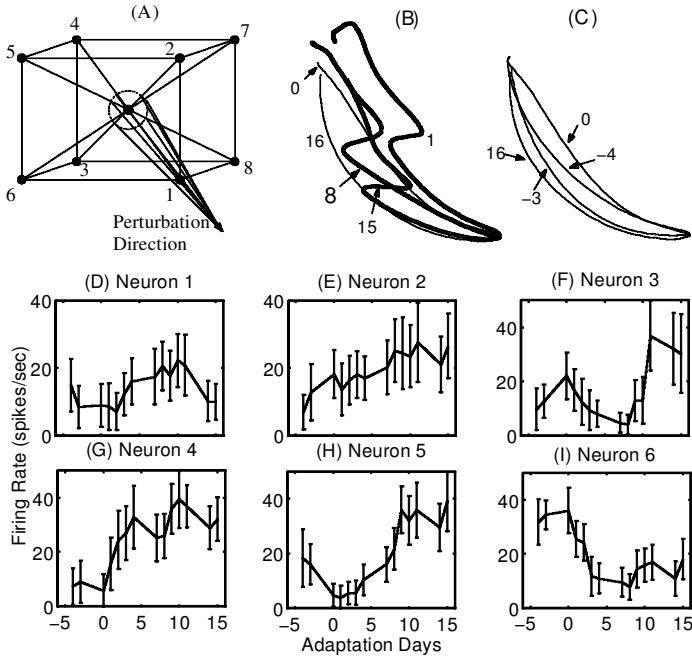 (A)
4
7
5
2
3
8
6
1
Perturbation
Direction
(B)
0
16
1
8
15
(C)
0
16
−4
−3
(D) Neuron 1
(E) Neuron 2
(F) Neuron 3
40
20
0
40
20
0
40
20
0
Firing Rate (spikes/sec)
(G) Neuron 4
(H) Neuron 5
(I) Neuron 6
40
20
0
−5 0 5 10 15
40
20
0
−5 0 5 10 15
40
20
0
−5 0 5 10 15
Adaptation Days